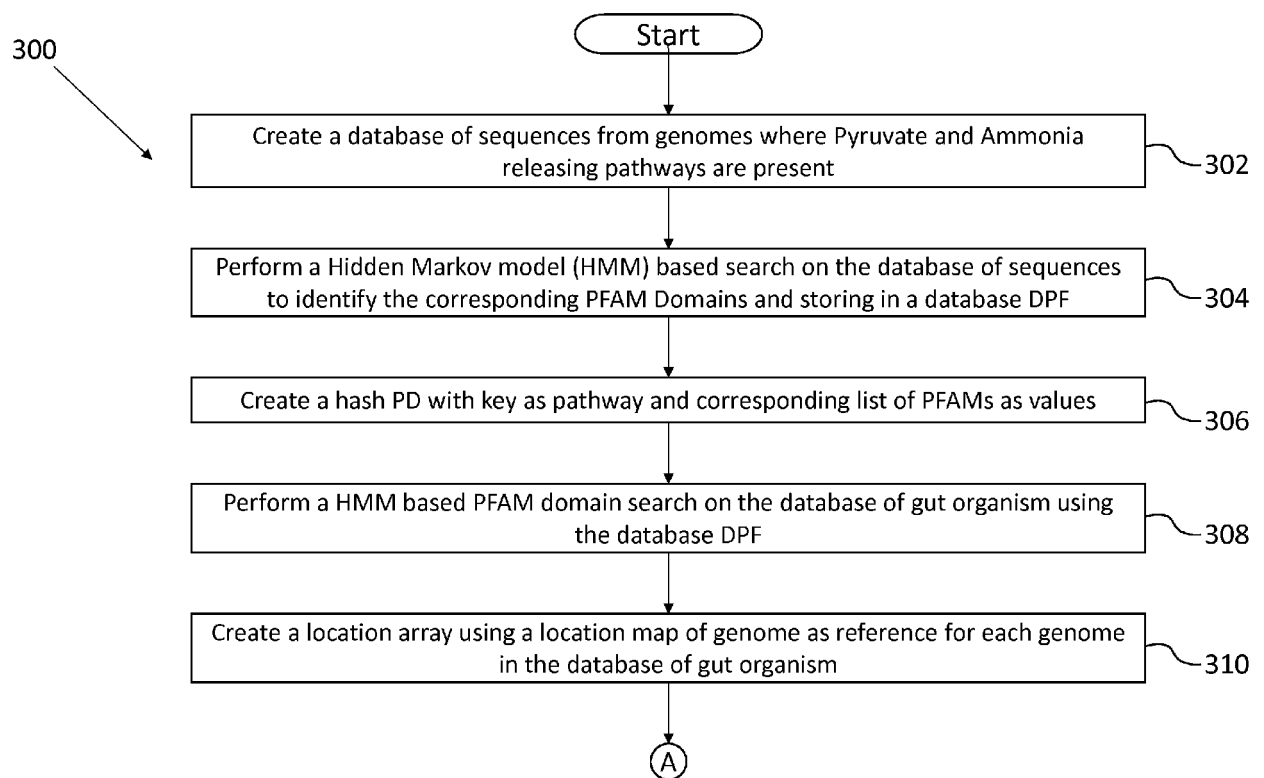 Start
300
Create a database of sequences from genomes where Pyruvate and Ammonia
releasing pathways are present
302
Perform a Hidden Markov model (HMM) based search on the database of sequences
to identify the corresponding PFAM Domains and storing in a database DPF
304
Create a hash PD with key as pathway and corresponding list of PFAMs as values
306
Perform a HMM based PFAM domain search on the database of gut organism using
the database DPF
308
Create a location array using a location map of genome as reference for each genome
in the database of gut organism
310
A